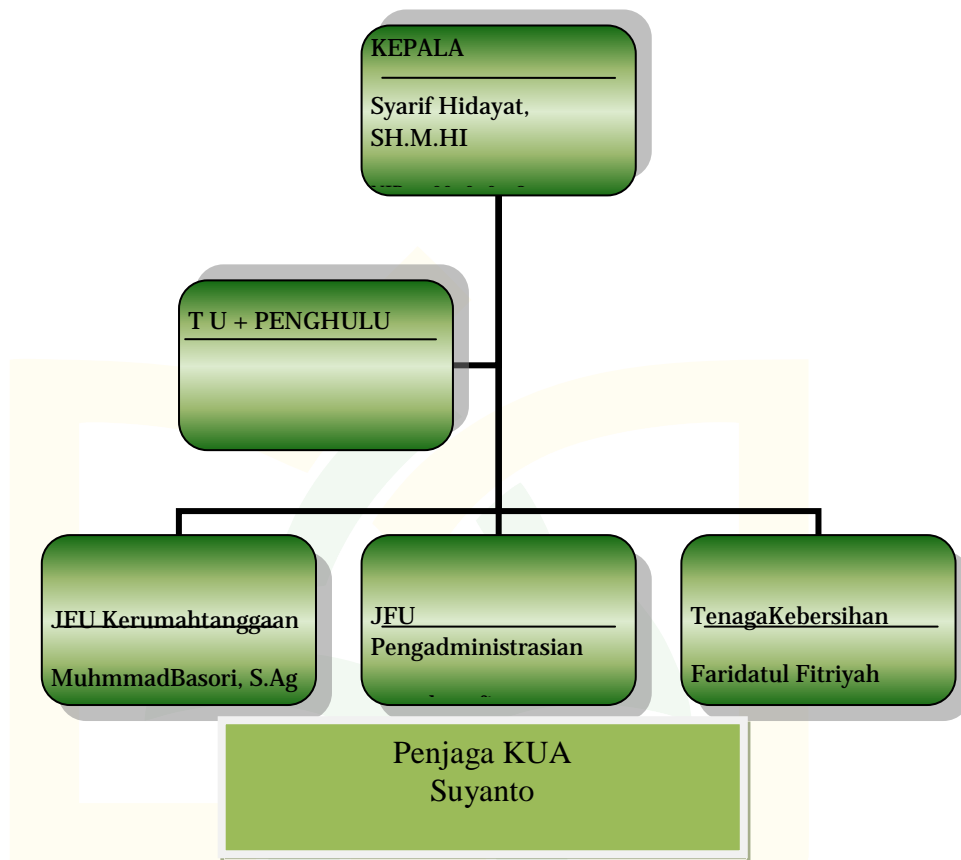 KEPALA
Syarif Hidayat,
SH.M.HI
T U + PENGHULU
JFU Kerumahtanggaan
MuhmmadBasori, S.Ag
JFU
Pengadministrasian
TenagaKebersihan
Faridatul Fitriyah
Penjaga KUA
Suyanto